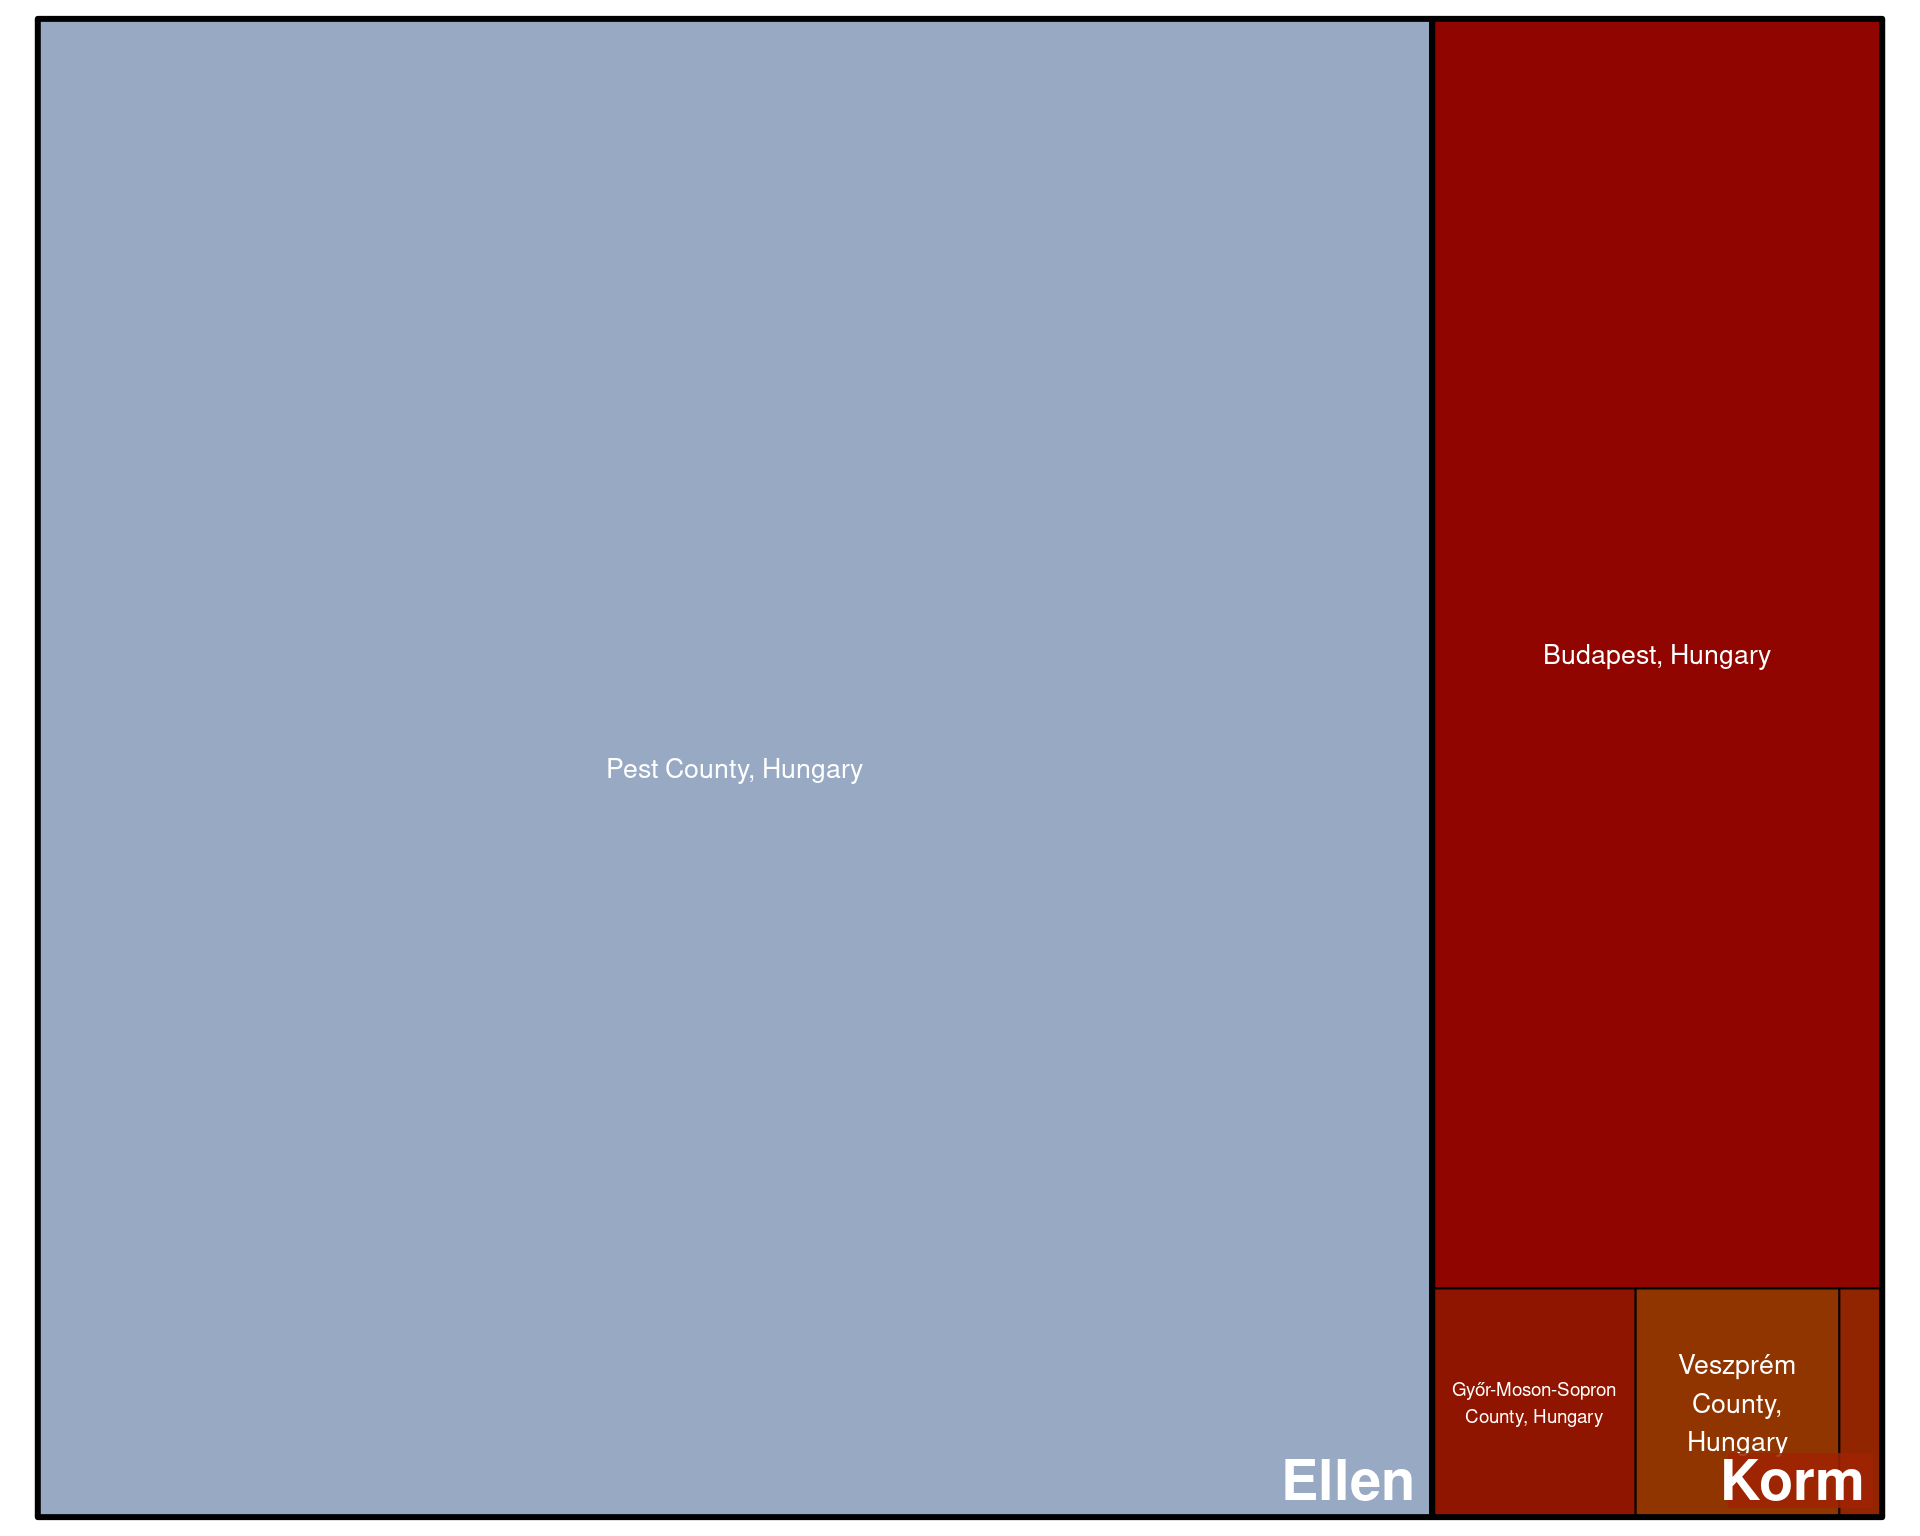 Budapest, Hungary
Pest County, Hungary
Győr-Moson-Sopron
County, Hungary
Veszprém
County,
Hungary
Ellen
Korm